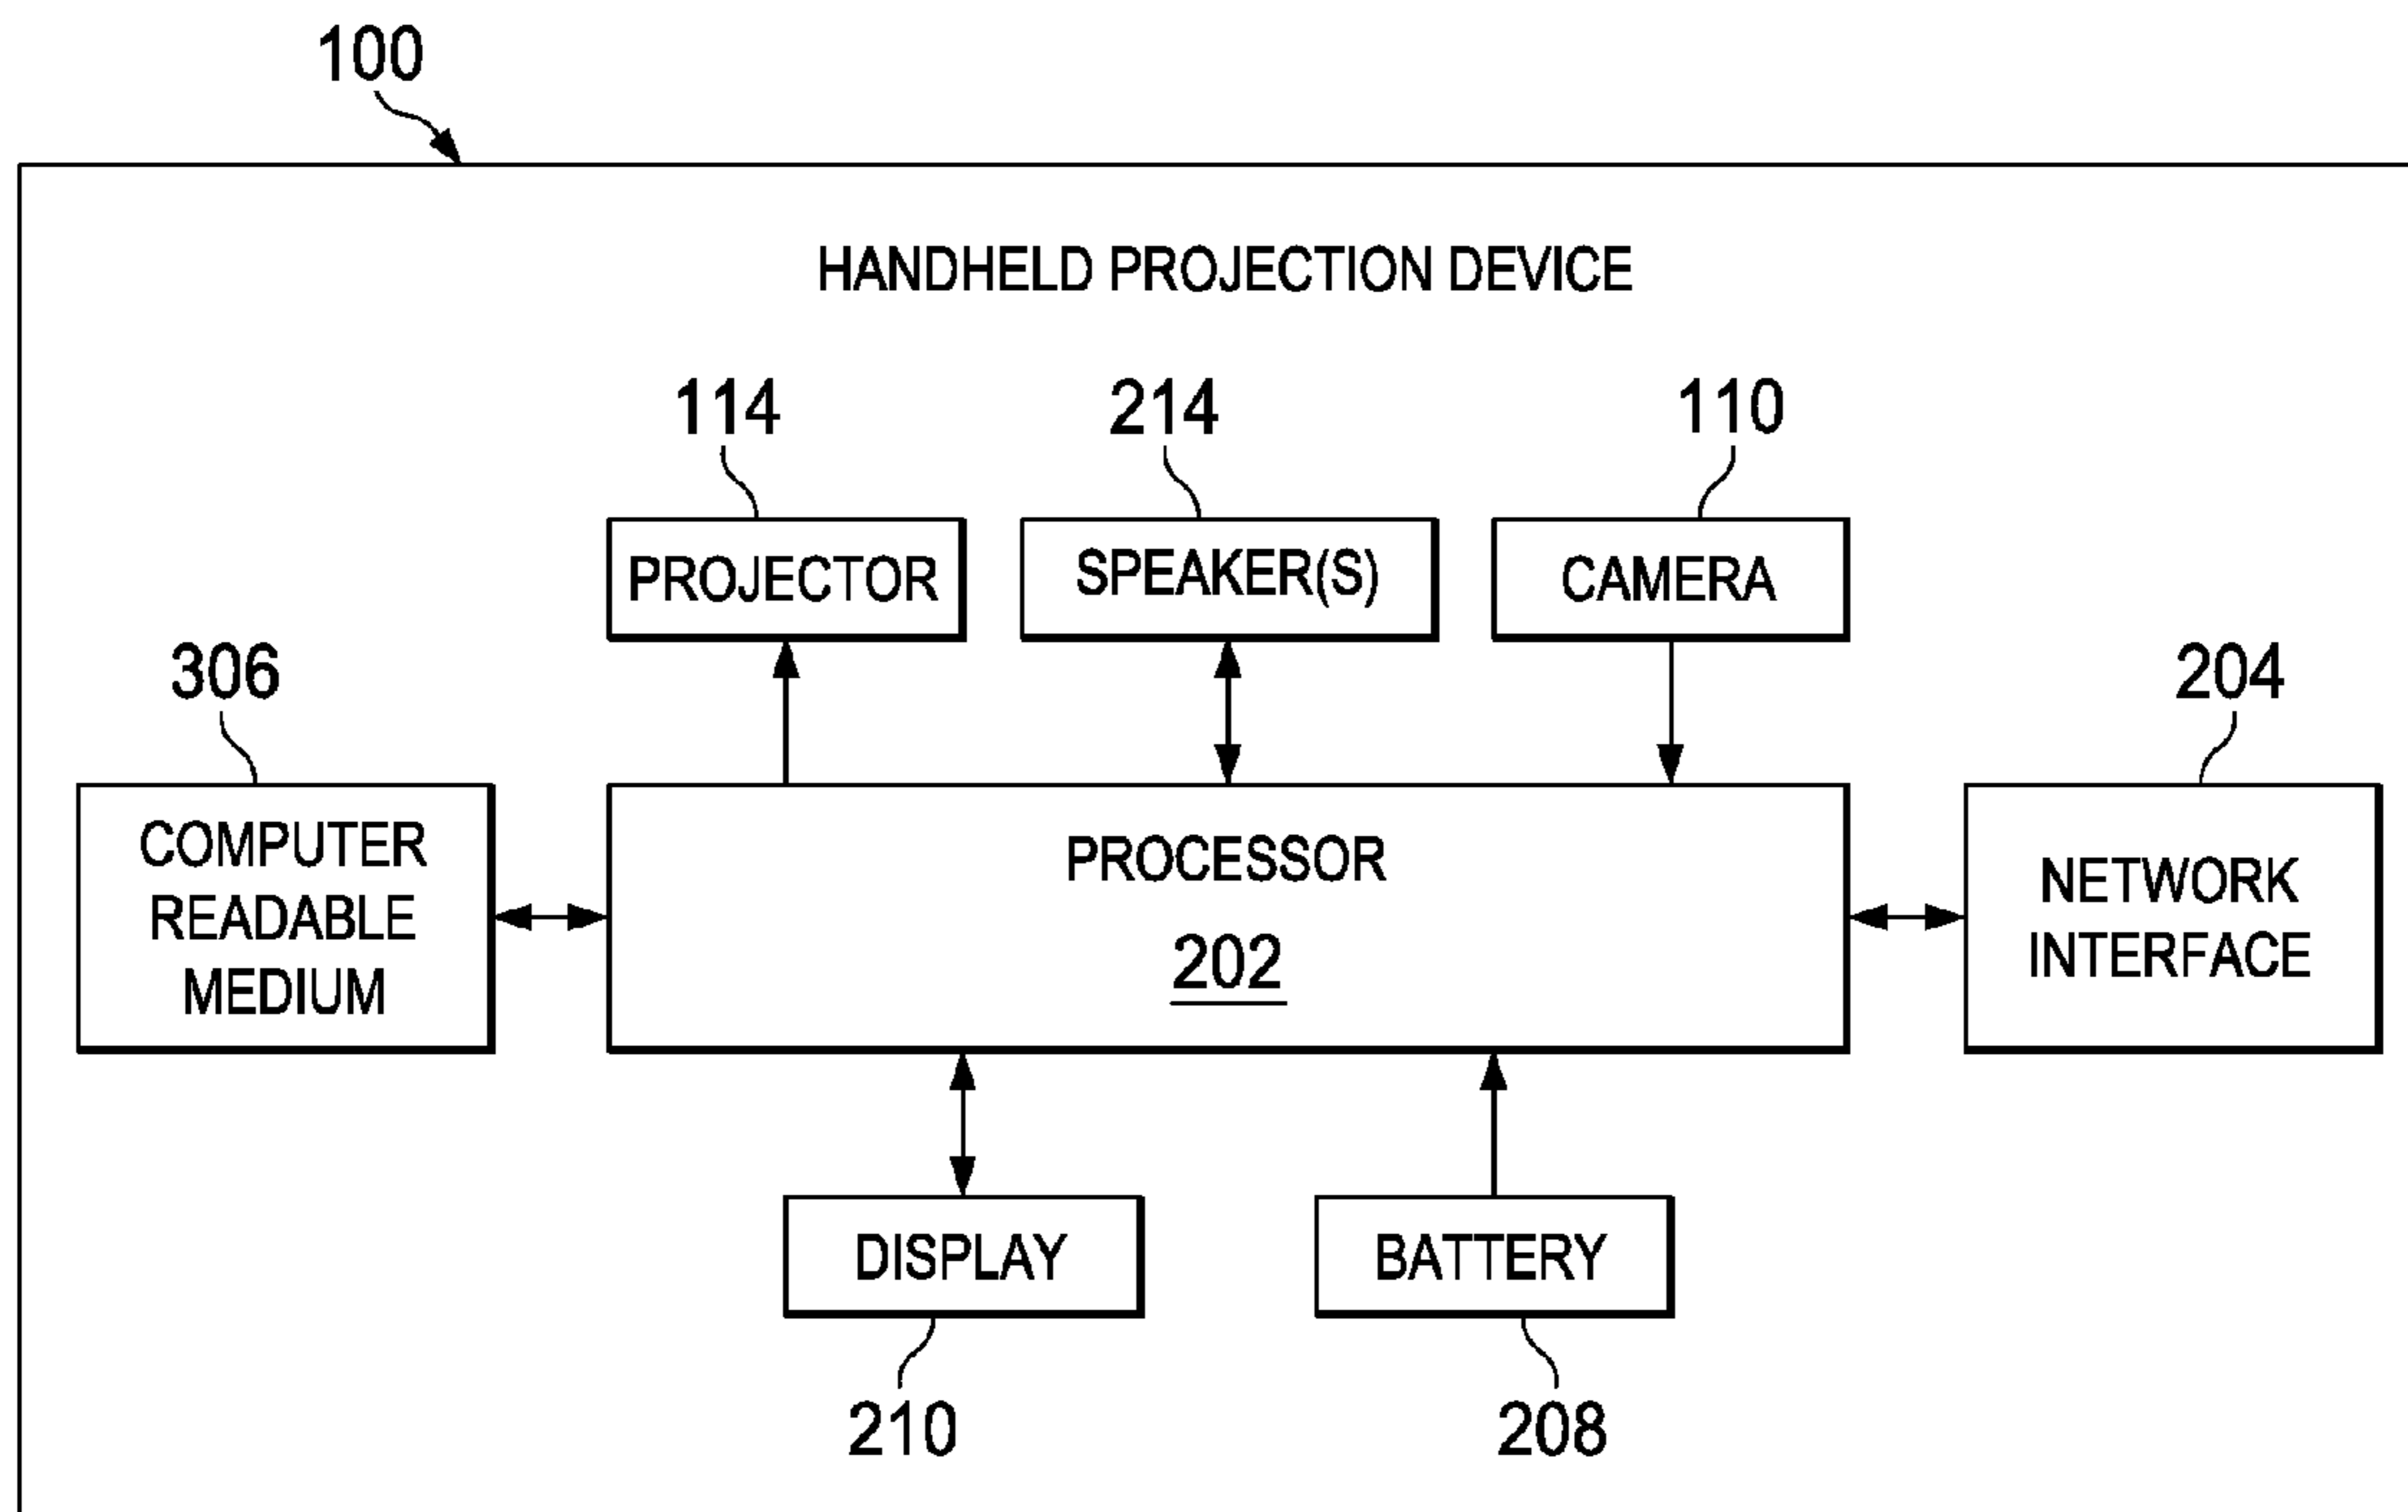 100
HANDHELD PROJECTION DEVICE
114
214
110
PROJECTOR
SPEAKER(S)
CAMERA
306
204
COMPUTER
READABLE
MEDIUM
PROCESSOR
202
NETWORK
INTERFACE
DISPLAY
BATTERY
210
208